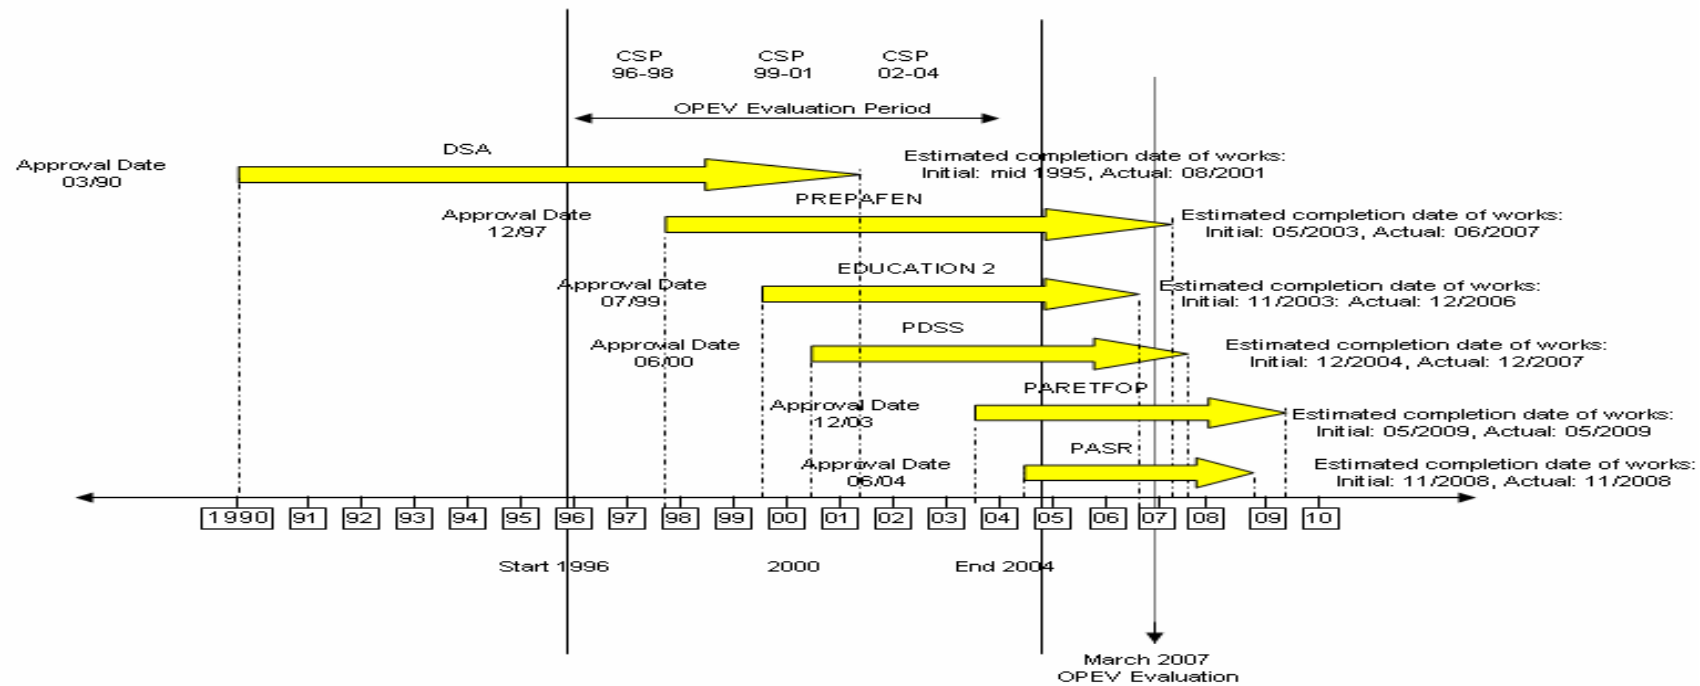 CSP
96-98
CSP
99-01
CSP
02-04
OPEV Evaluation Period
DSA
Approval Date
03/90
Estimated completion date of works:
Initial: mid 1995, Actual: 08/2001
PREPAFEN
Approval Date
12/97
Estimated completion date of works:
Initial: 05/2003, Actual: 06/2007
EDUCATION 2
Approval Date
07/99
Estimated completion date of works:
Initial: 11/2003: Actual: 12/2006
PDSS
Approval Date
06/00
Estimated completion date of works:
Initial: 12/2004, Actual: 12/2007
PARETFOP
Approval Date
12/03
Estimated completion date of works:
Initial: 05/2009, Actual: 05/2009
PASR
Approval Date
06/04
Estimated completion date of works:
Initial: 11/2008, Actual: 11/2008
1990 91 92 93 94 95 96 97 98 99 00 01 02 03 04 05 06 07 08 09 10
Start 1996 2000 End 2004
March 2007
OPEV Evaluation